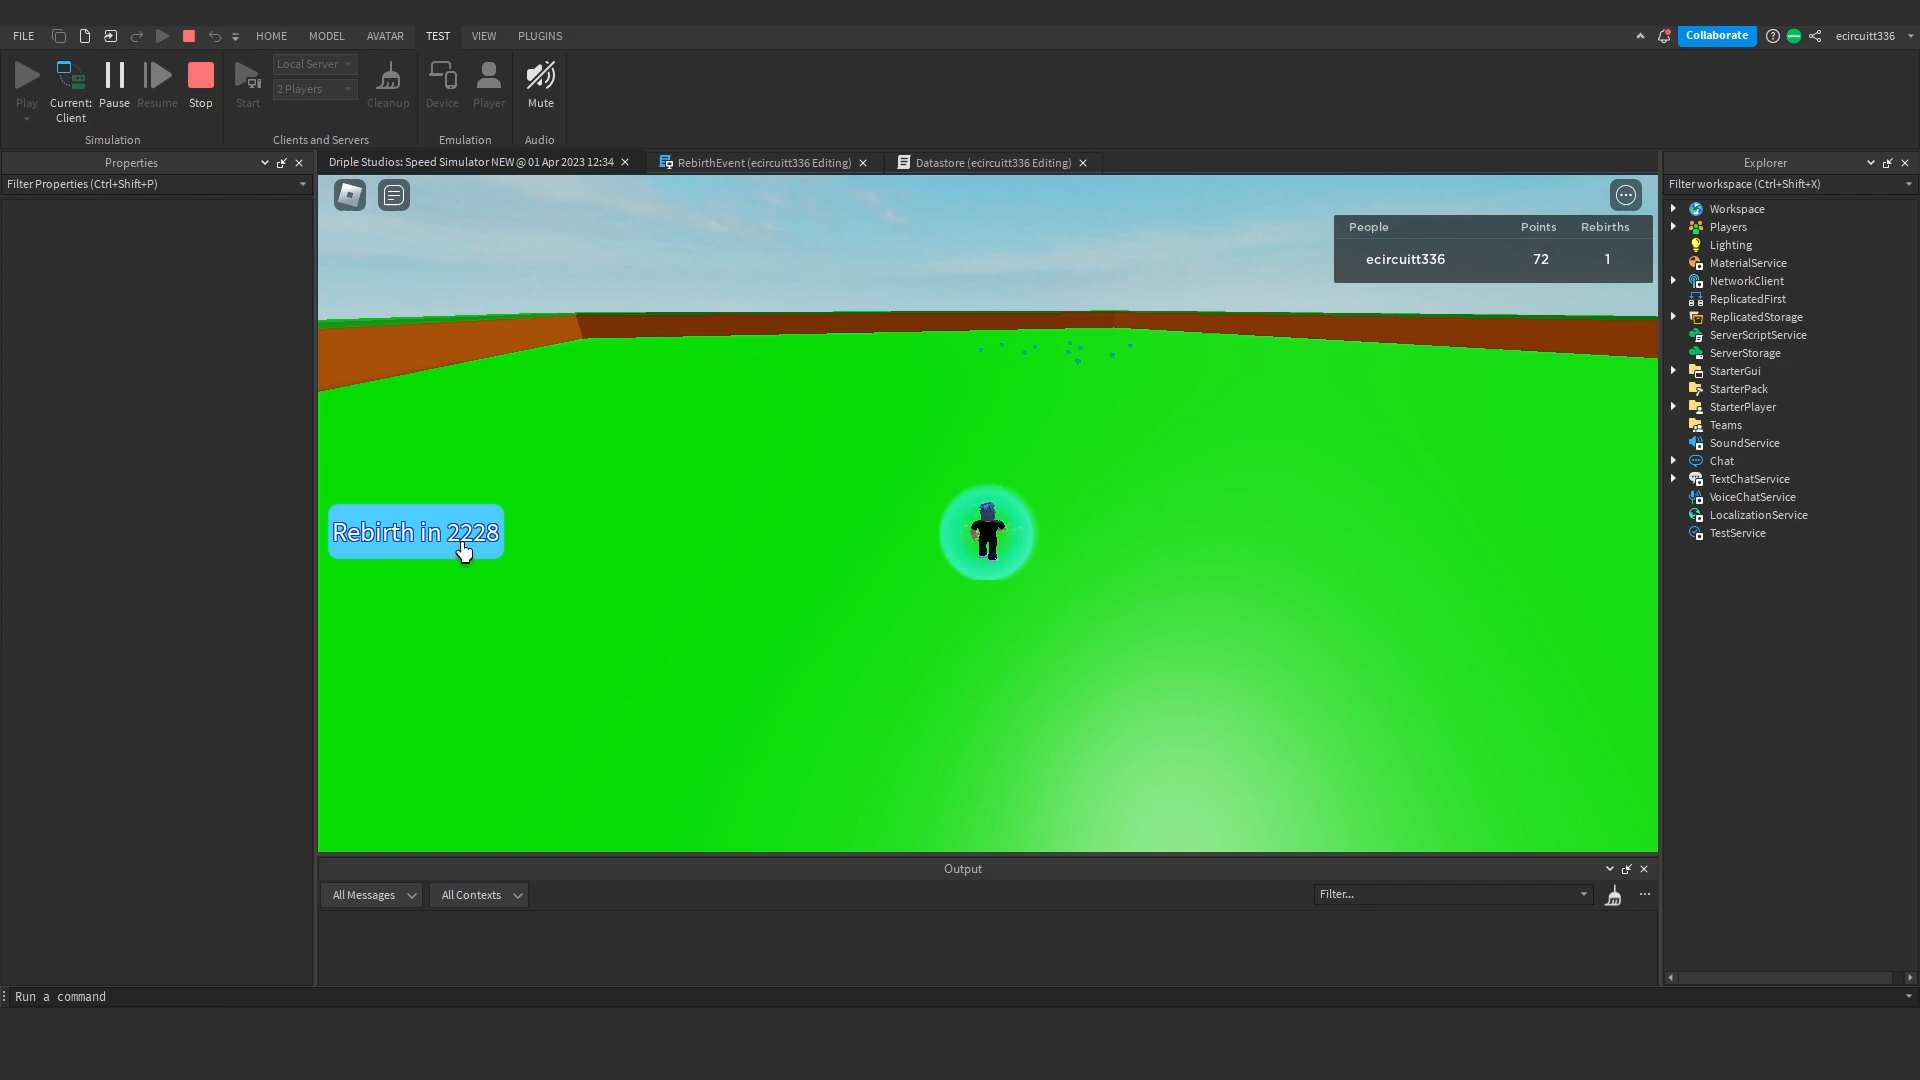 FILE HOME MODEL AVATAR TEST VIEW PLUGINS Collaborate ecircuitt336
Play Current: Client Pause Resume Stop Start Local Server 2 Players Cleanup Device Player Mute
Simulation Clients and Servers Emulation Audio
Properties
Filter Properties (Ctrl+Shift+P)
Driple Studios: Speed Simulator NEW @ 01 Apr 2023 12:34 RebirthEvent (ecircuitt336 Editing) Datastore (ecircuitt336 Editing)
People Points Rebirths
ecircuitt336 72 1
Rebirth in 2228
Explorer
Filter workspace (Ctrl+Shift+X)
Workspace
Players
Lighting
MaterialService
NetworkClient
ReplicatedFirst
ReplicatedStorage
ServerScriptService
ServerStorage
StarterGui
StarterPack
StarterPlayer
Teams
SoundService
Chat
TextChatService
VoiceChatService
LocalizationService
TestService
Output
All Messages All Contexts Filter...
Run a command